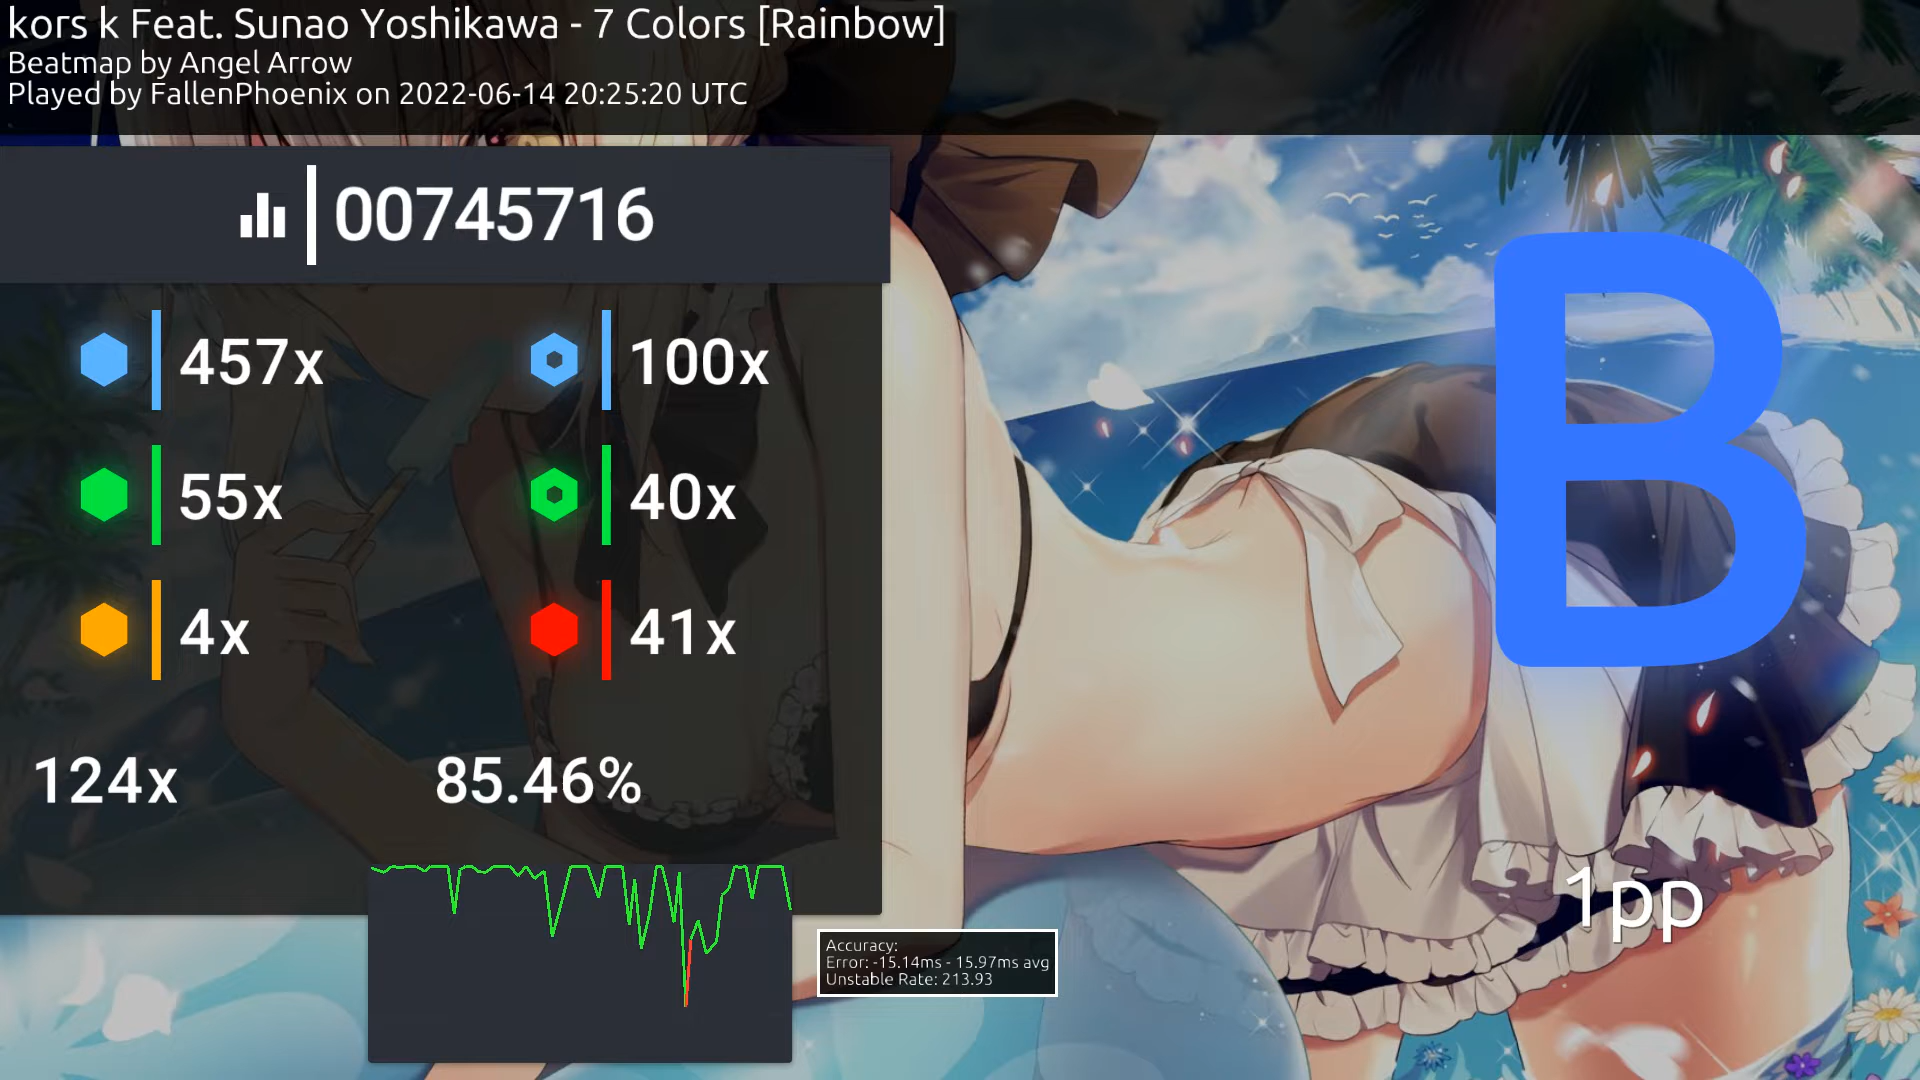 kors k Feat. Sunao Yoshikawa - 7 Colors [Rainbow]
Beatmap by Angel Arrow
Played by FallenPhoenix on 2022-06-14 20:25:20 UTC
00745716
457x 100x
55x 40x
4x 41x
124x 85.46%
B
1pp
Accuracy:
Error: -15.14ms - 15.97ms avg
Unstable Rate: 213.93